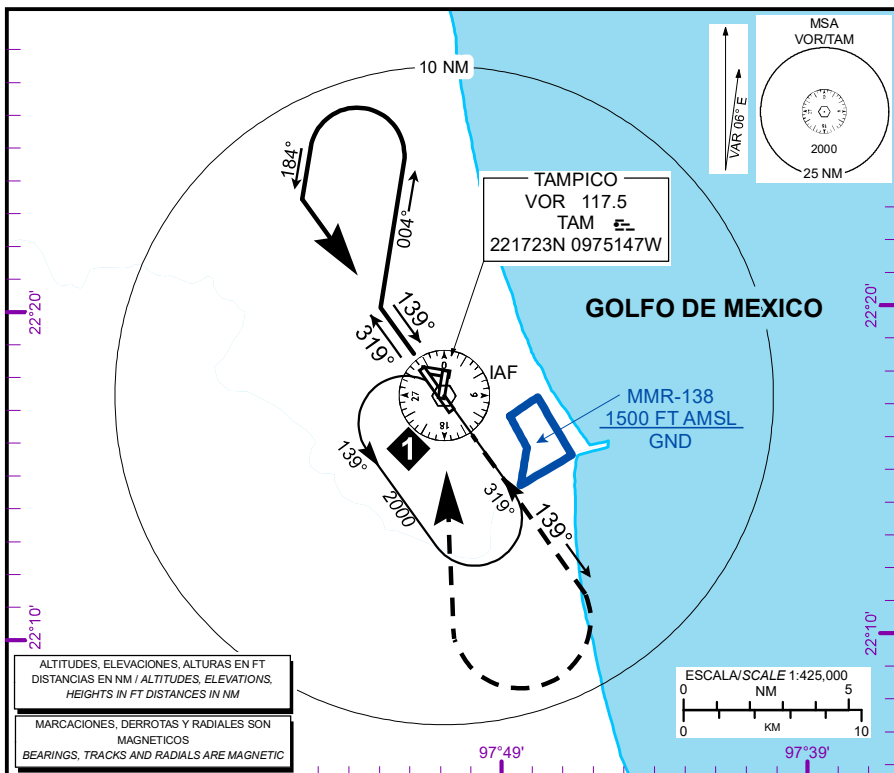 10 NM
MSA
VOR/TAM
2000
25 NM
VAR 06° E
184°
004°
TAMPICO
VOR 117.5
TAM
221723N 0975147W
22°20'
22°20'
GOLFO DE MEXICO
139°
319°
IAF
0
9
18
27
MMR-138
1500 FT AMSL
GND
1
139°
2000
319°
139°
22°10'
22°10'
ALTITUDES, ELEVACIONES, ALTURAS EN FT
DISTANCIAS EN NM / ALTITUDES, ELEVATIONS,
HEIGHTS IN FT DISTANCES IN NM
MARCACIONES, DERROTAS Y RADIALES SON
MAGNETICOS
BEARINGS, TRACKS AND RADIALS ARE MAGNETIC
ESCALA/SCALE 1:425,000
0 NM 5
0 KM 10
97°49'
97°39'